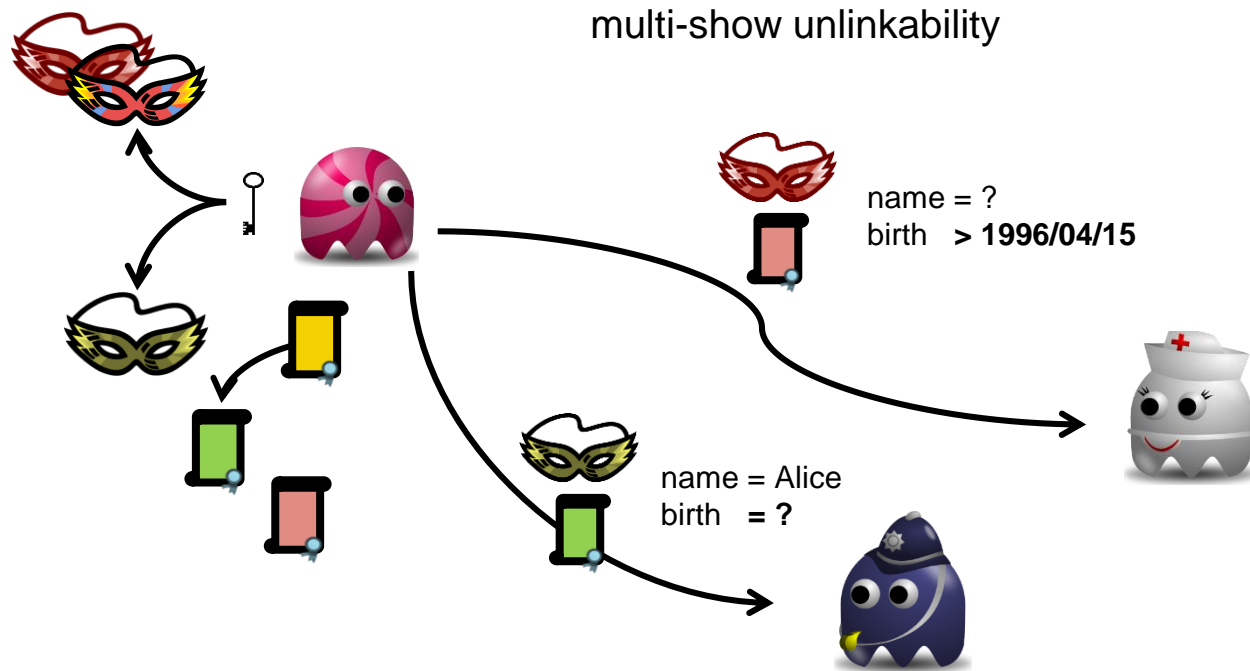 multi-show unlinkability
name = ?
birth > 1996/04/15
name = Alice
birth = ?